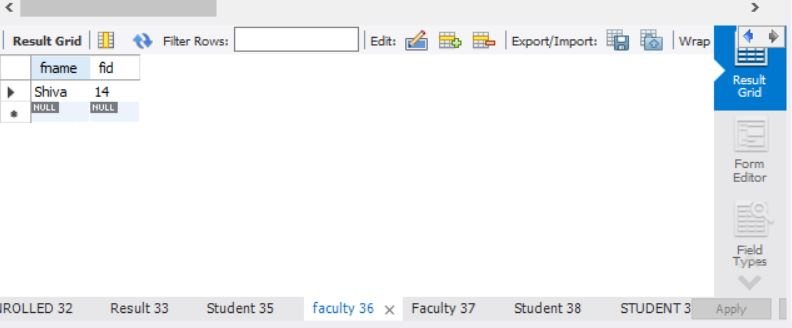 Result Grid Filter Rows: Edit: Export/Import: Wrap
fname fid
Shiva 14
NULL NULL
Result
Grid
Form
Editor
Field
Types
ROLLED 32 Result 33 Student 35 faculty 36 Faculty 37 Student 38 STUDENT 3 Apply